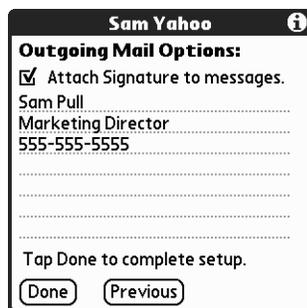 Sam Yahoo
Outgoing Mail Options:
Attach Signature to messages.
Sam Pull
Marketing Director
555-555-5555
Tap Done to complete setup.
Done Previous